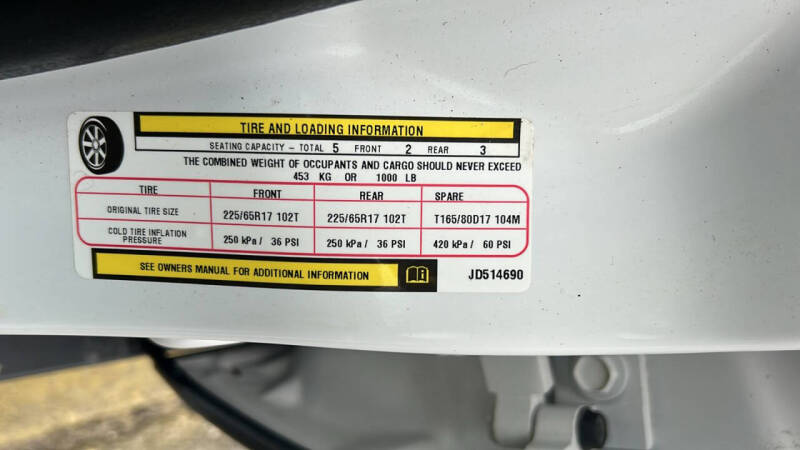 TIRE AND LOADING INFORMATION
SEATING CAPACITY – TOTAL 5 FRONT 2 REAR 3
THE COMBINED WEIGHT OF OCCUPANTS AND CARGO SHOULD NEVER EXCEED
453 KG OR 1000 LB
TIRE FRONT REAR SPARE
ORIGINAL TIRE SIZE 225/65R17 102T 225/65R17 102T T165/80D17 104M
COLD TIRE INFLATION
PRESSURE 250 kPa / 36 PSI 250 kPa / 36 PSI 420 kPa / 60 PSI
SEE OWNERS MANUAL FOR ADDITIONAL INFORMATION JD514690